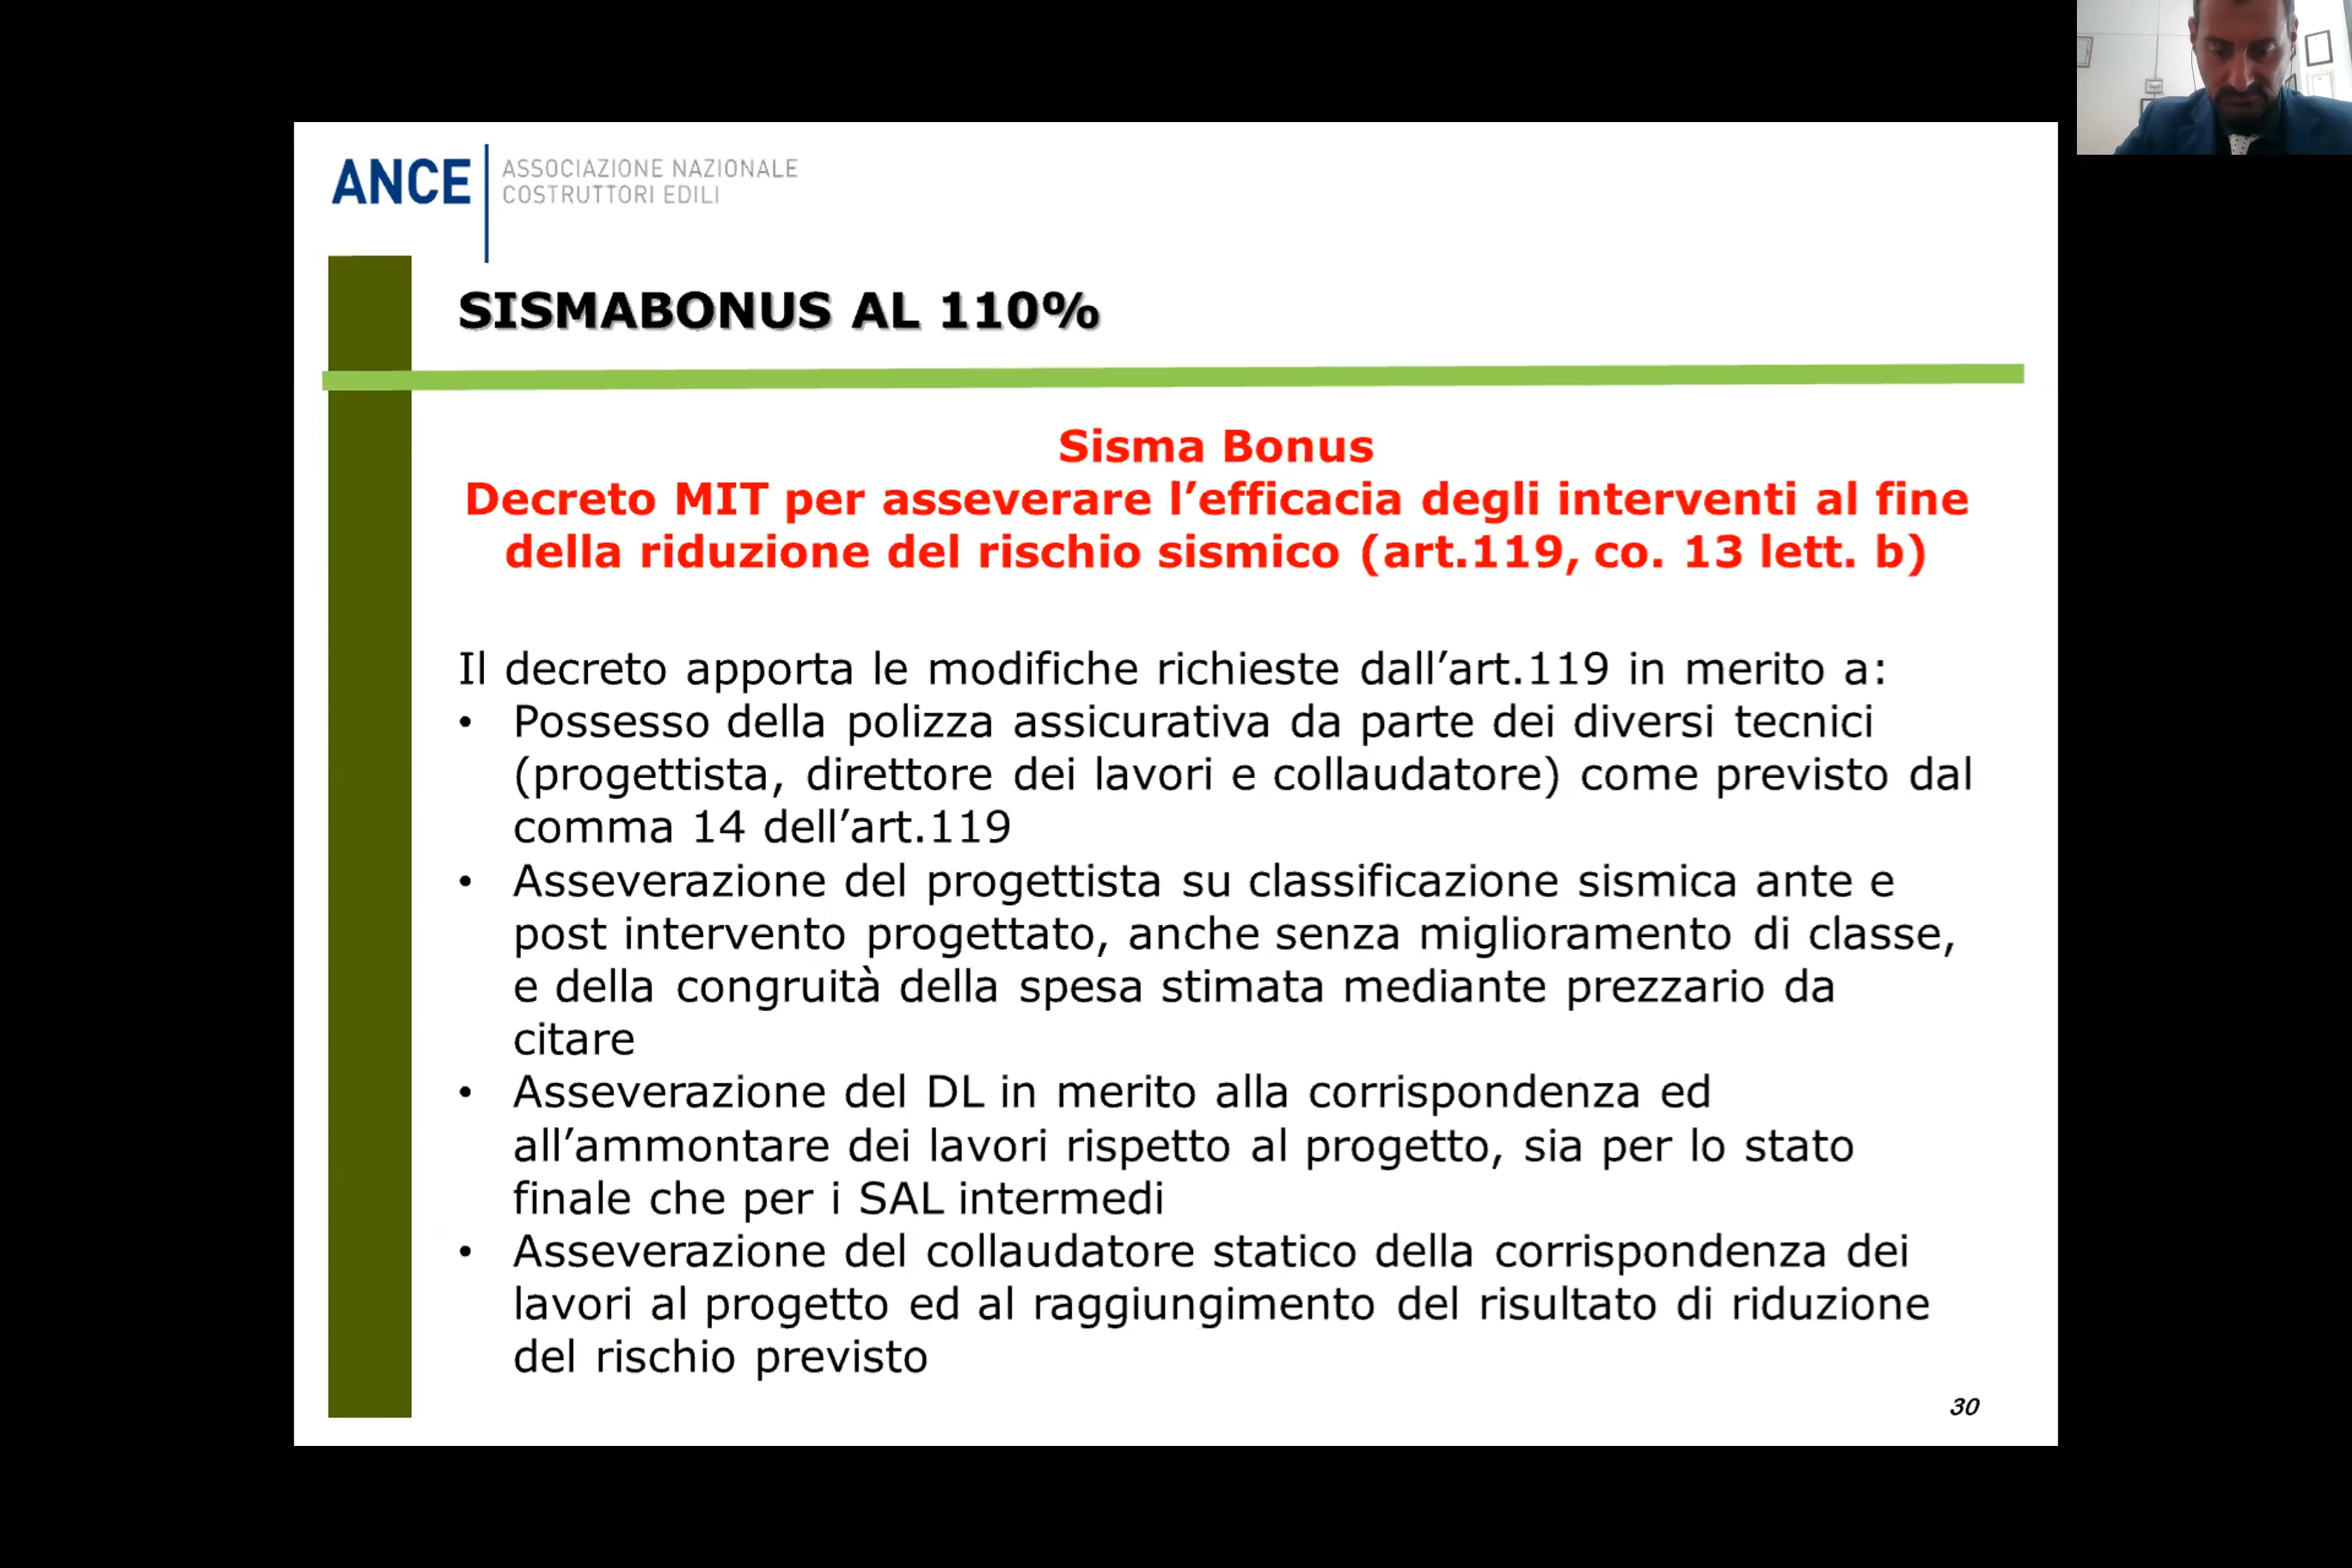 ANCE
ASSOCIAZIONE NAZIONALE
COSTRUTTORI EDILI
SISMABONUS AL 110%
Sisma Bonus
Decreto MIT per asseverare l’efficacia degli interventi al fine
della riduzione del rischio sismico (art.119, co. 13 lett. b)
Il decreto apporta le modifiche richieste dall’art.119 in merito a:
• Possesso della polizza assicurativa da parte dei diversi tecnici
(progettista, direttore dei lavori e collaudatore) come previsto dal
comma 14 dell’art.119
• Asseverazione del progettista su classificazione sismica ante e
post intervento progettato, anche senza miglioramento di classe,
e della congruità della spesa stimata mediante prezzario da
citare
• Asseverazione del DL in merito alla corrispondenza ed
all’ammontare dei lavori rispetto al progetto, sia per lo stato
finale che per i SAL intermedi
• Asseverazione del collaudatore statico della corrispondenza dei
lavori al progetto ed al raggiungimento del risultato di riduzione
del rischio previsto
30